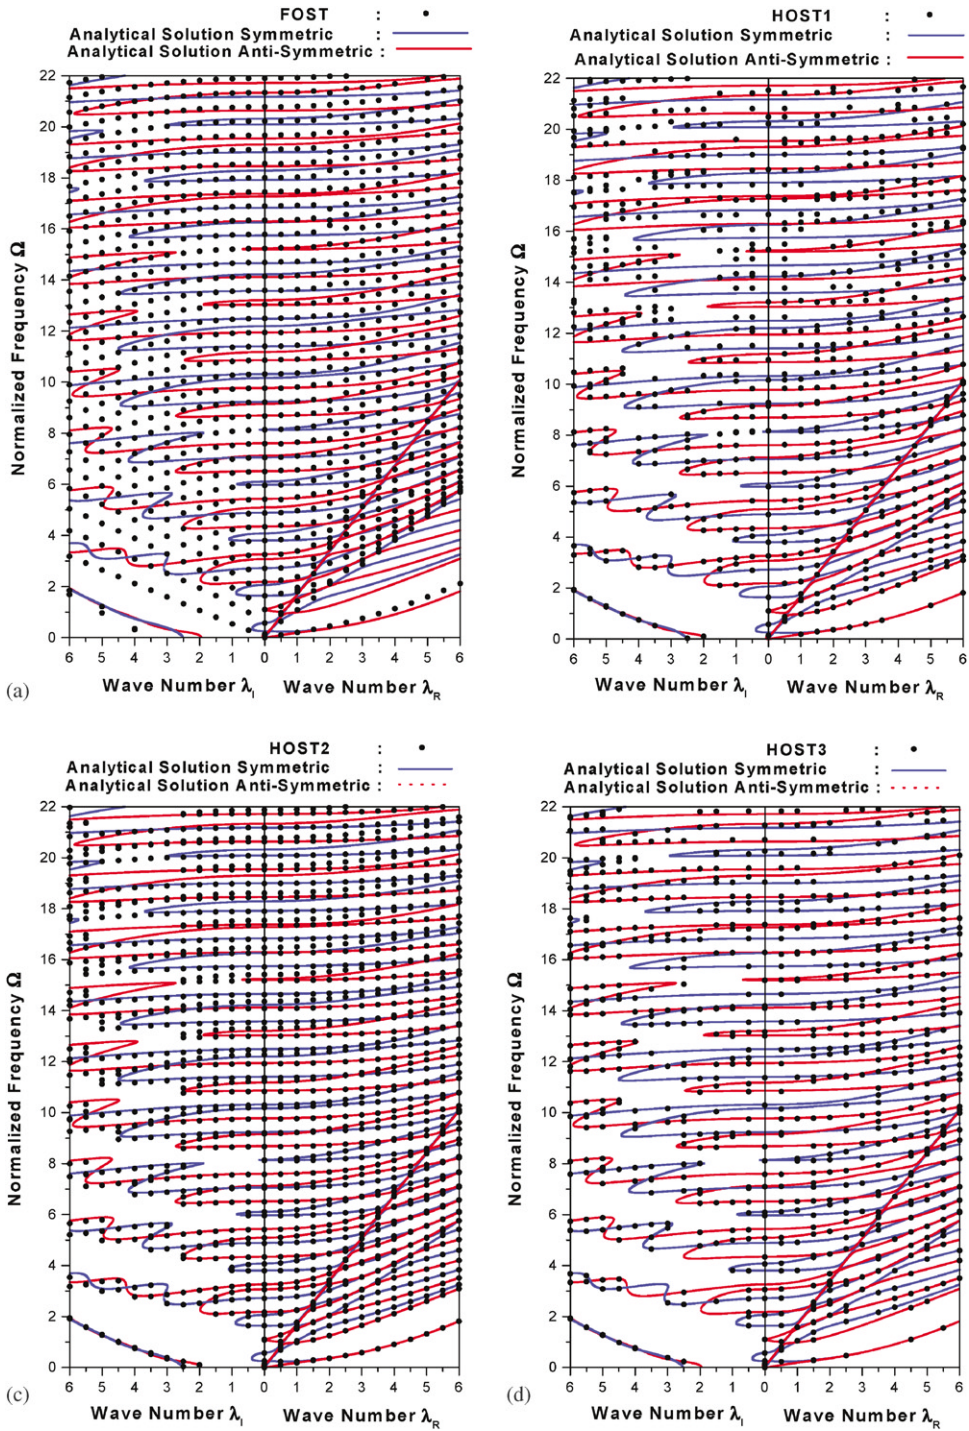 FOST :
Analytical Solution Symmetric :
Analytical Solution Anti-Symmetric :
22
20
18
16
14
12
10
8
6
4
2
0
Normalized Frequency Ω
6 5 4 3 2 1 0 1 2 3 4 5 6
Wave Number λI Wave Number λR
(a)
HOST1 :
Analytical Solution Symmetric :
Analytical Solution Anti-Symmetric :
22
20
18
16
14
12
10
8
6
4
2
0
Normalized Frequency Ω
6 5 4 3 2 1 0 1 2 3 4 5 6
Wave Number λI Wave Number λR
HOST2 :
Analytical Solution Symmetric :
Analytical Solution Anti-Symmetric :
22
20
18
16
14
12
10
8
6
4
2
0
Normalized Frequency Ω
6 5 4 3 2 1 0 1 2 3 4 5 6
Wave Number λI Wave Number λR
(c)
HOST3 :
Analytical Solution Symmetric :
Analytical Solution Anti-Symmetric :
22
20
18
16
14
12
10
8
6
4
2
0
Normalized Frequency Ω
6 5 4 3 2 1 0 1 2 3 4 5 6
Wave Number λI Wave Number λR
(d)